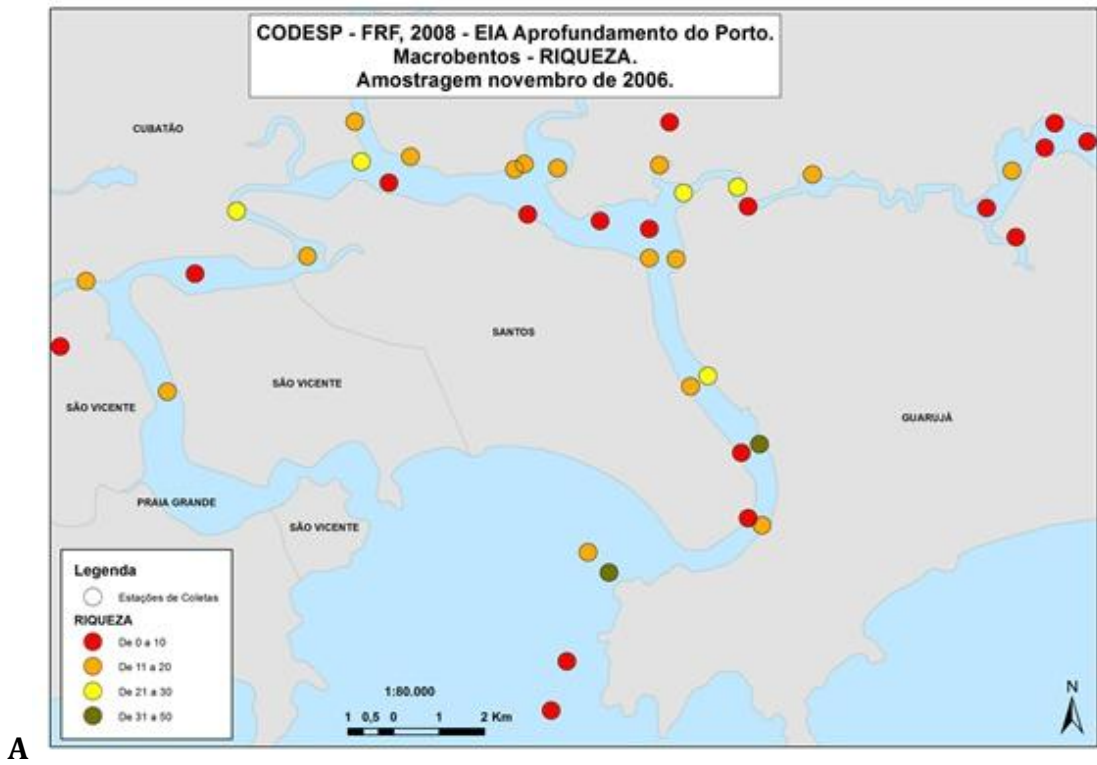 CODESP - FRF, 2008 - EIA Aprofundamento do Porto.
Macrobentos - RIQUEZA.
Amostragem novembro de 2006.
CUBATÃO
SANTOS
SÃO VICENTE
SÃO VICENTE
GUARUJÁ
PRAIA GRANDE
SÃO VICENTE
Legenda
Estações de Coletas
RIQUEZA
De 0 a 10
De 11 a 20
De 21 a 30
De 31 a 50
1:80.000
1 0,5 0 1 2 Km
N
A